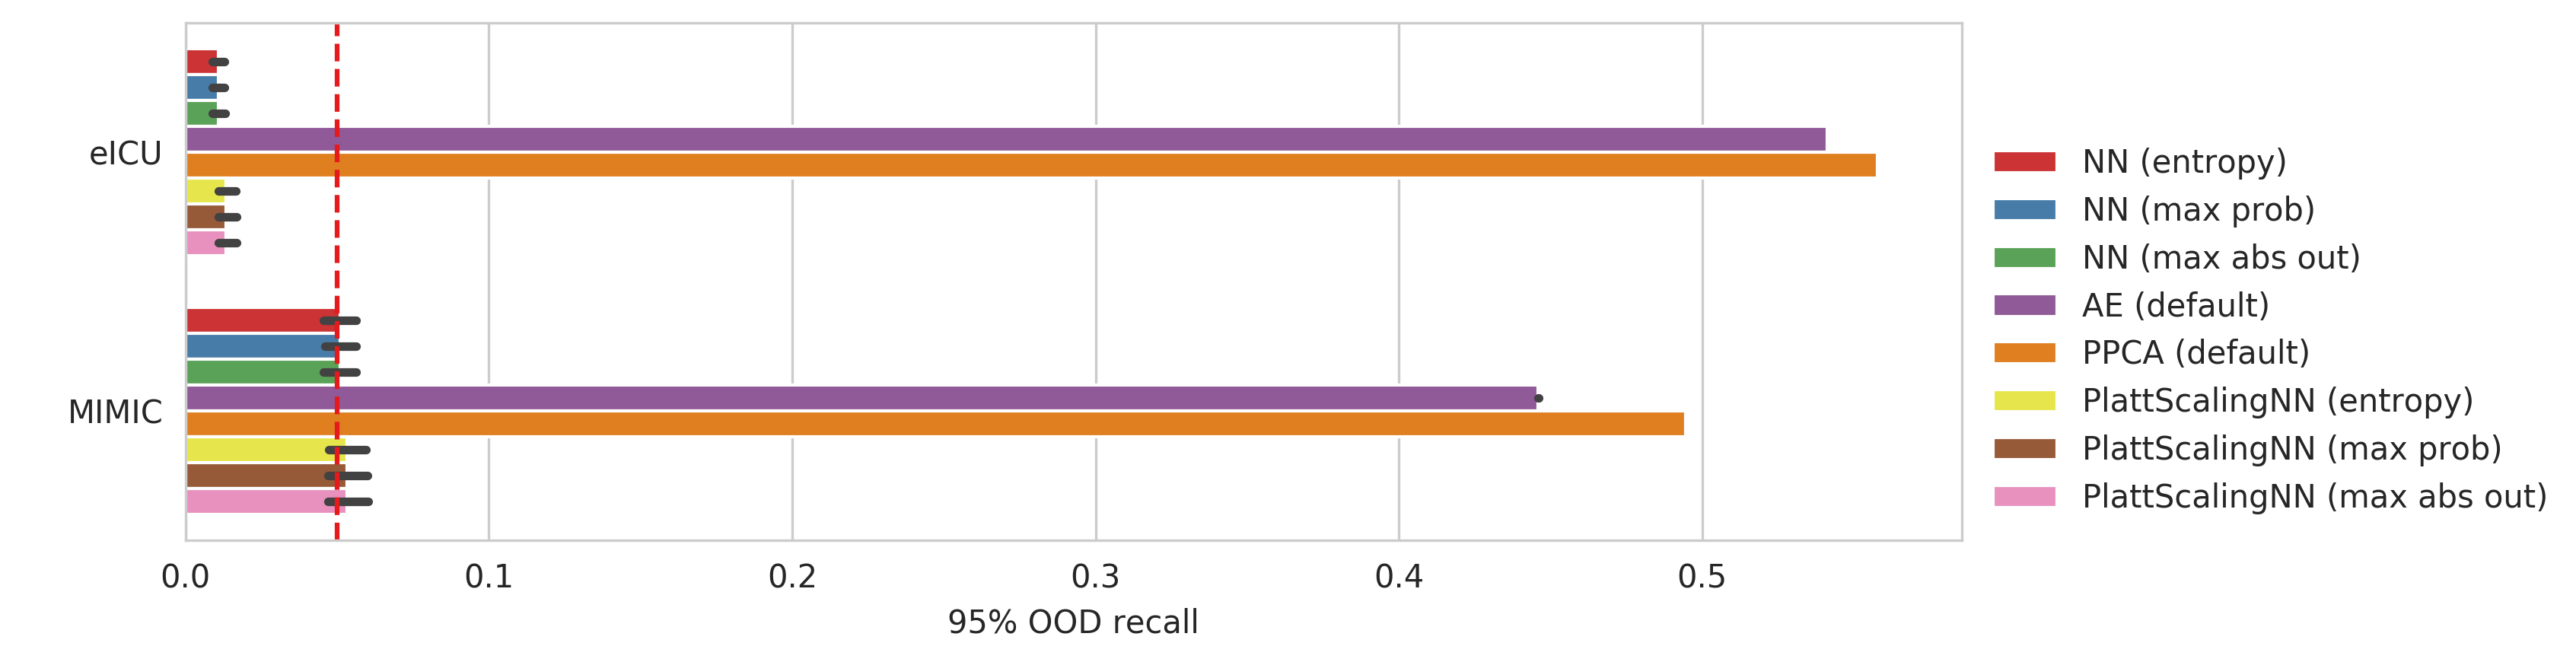 eICU
MIMIC
0.0 0.1 0.2 0.3 0.4 0.5
95% OOD recall
NN (entropy)
NN (max prob)
NN (max abs out)
AE (default)
PPCA (default)
PlattScalingNN (entropy)
PlattScalingNN (max prob)
PlattScalingNN (max abs out)